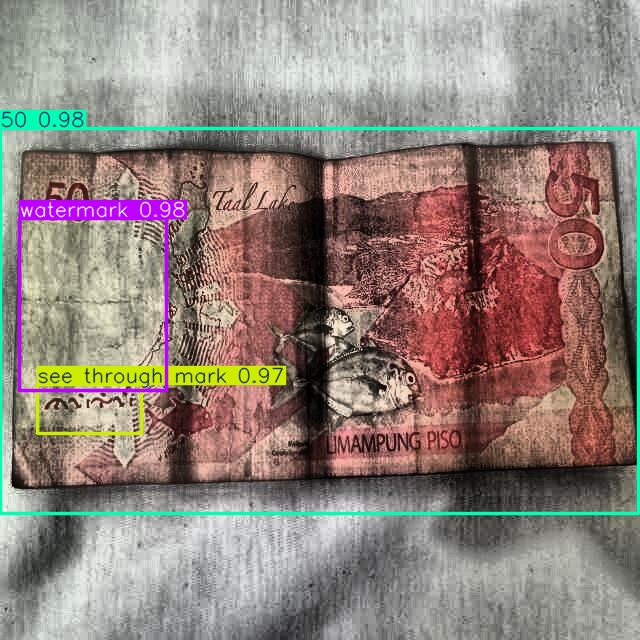 50 0.98
50
Taal Lake
50
watermark 0.98
see through mark 0.97
LIMAMPUNG PISO